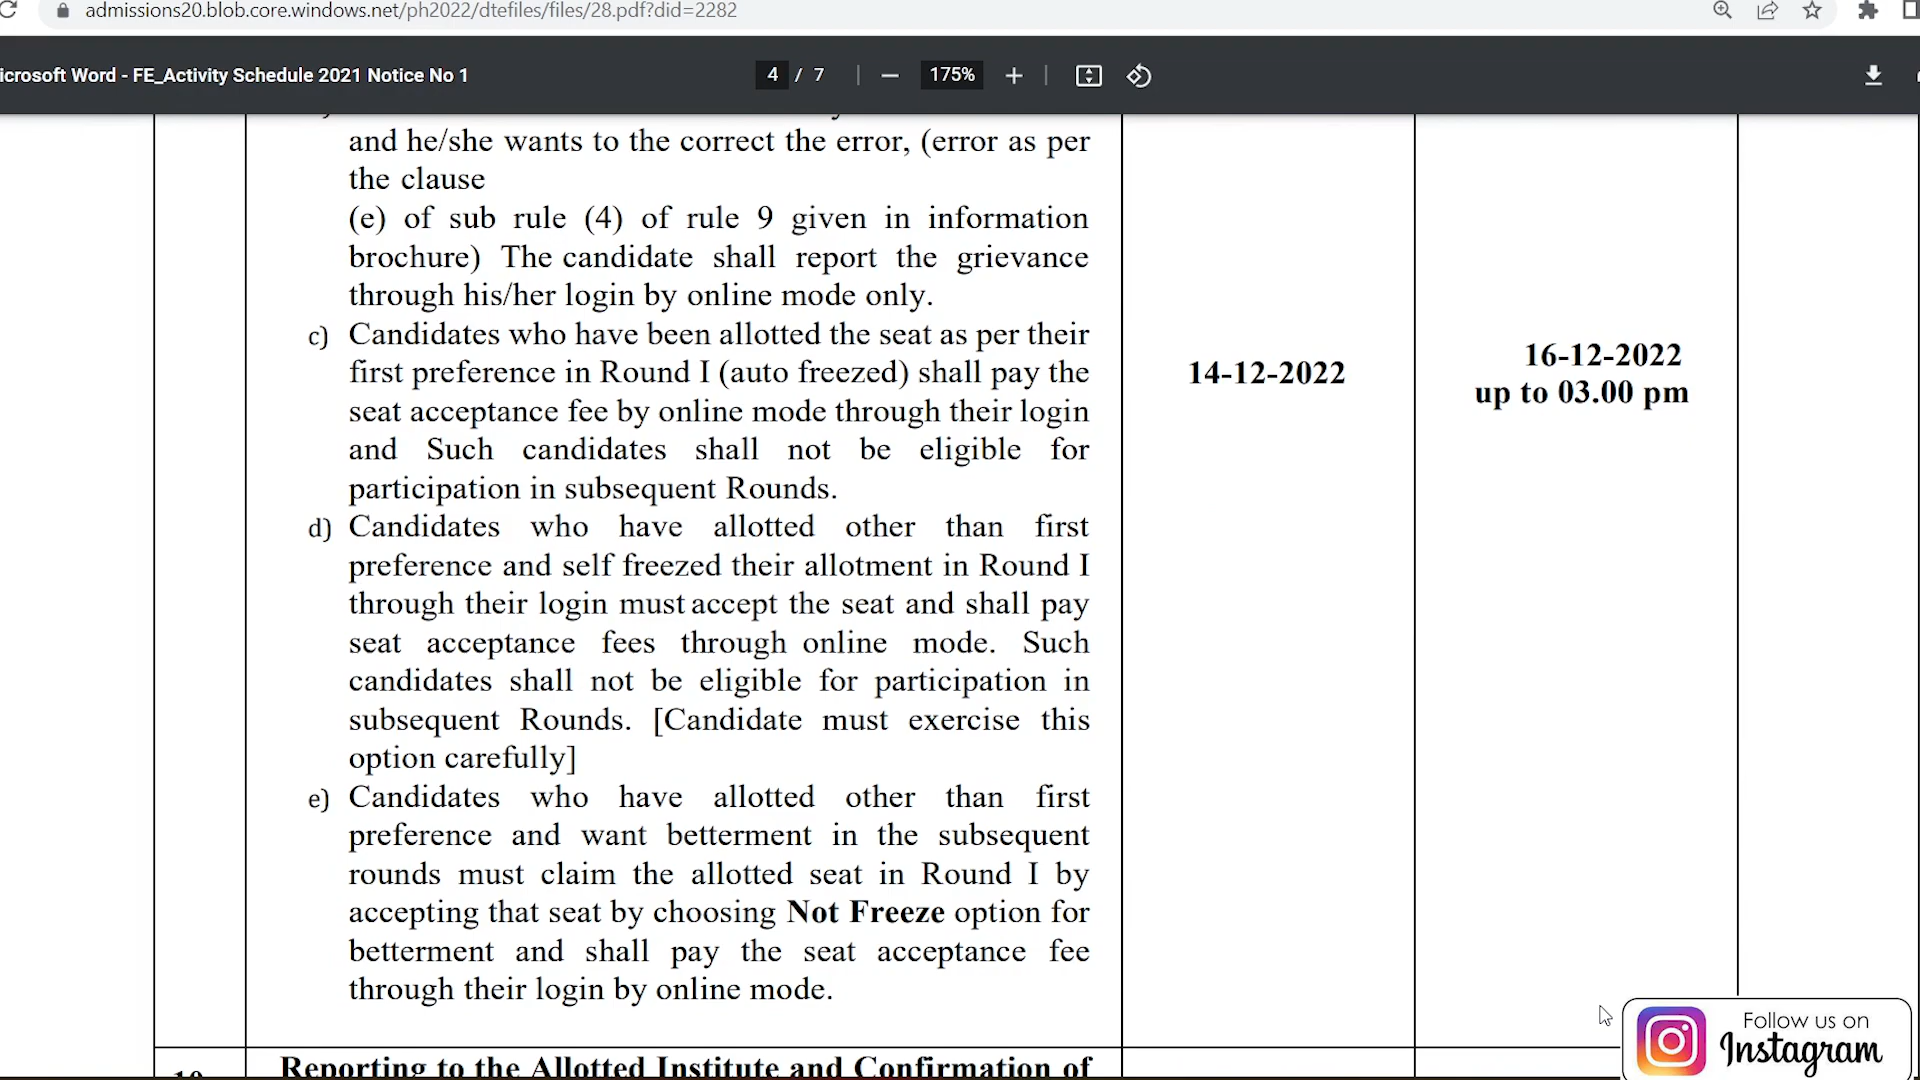 admissions20.blob.core.windows.net/ph2022/dtefiles/files/28.pdf?did=2282
icrosoft Word - FE_Activity Schedule 2021 Notice No 1
4 / 7
175%
and he/she wants to the correct the error, (error as per
the clause
(e) of sub rule (4) of rule 9 given in information
brochure) The candidate shall report the grievance
through his/her login by online mode only.
c) Candidates who have been allotted the seat as per their
first preference in Round I (auto freezed) shall pay the
seat acceptance fee by online mode through their login
and Such candidates shall not be eligible for
participation in subsequent Rounds.
d) Candidates who have allotted other than first
preference and self freezed their allotment in Round I
through their login must accept the seat and shall pay
seat acceptance fees through online mode. Such
candidates shall not be eligible for participation in
subsequent Rounds. [Candidate must exercise this
option carefully]
e) Candidates who have allotted other than first
preference and want betterment in the subsequent
rounds must claim the allotted seat in Round I by
accepting that seat by choosing Not Freeze option for
betterment and shall pay the seat acceptance fee
through their login by online mode.
14-12-2022
16-12-2022
up to 03.00 pm
Reporting to the Allotted Institute and Confirmation of
Follow us on
Instagram